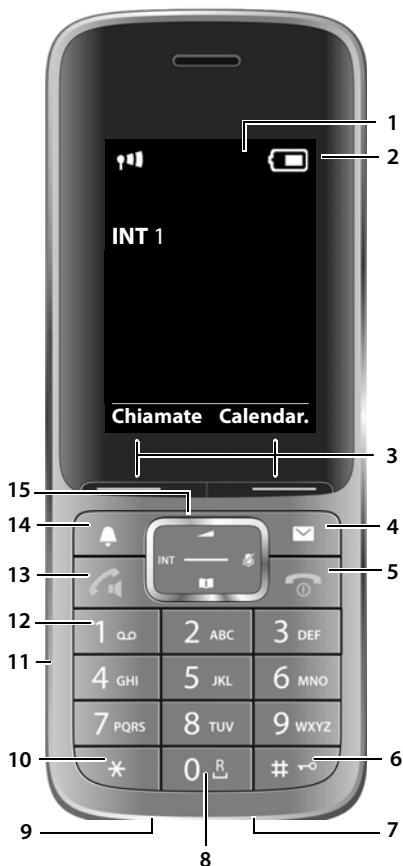 1
2
INT 1
Chiamate Calendar.
3
15
14
4
INT
13
5
12
1
2 ABC
3 DEF
11
4 GHI
5 JKL
6 MNO
7 PQRS
8 TUV
9 WXYZ
10
*
0 R
#
6
9
7
8